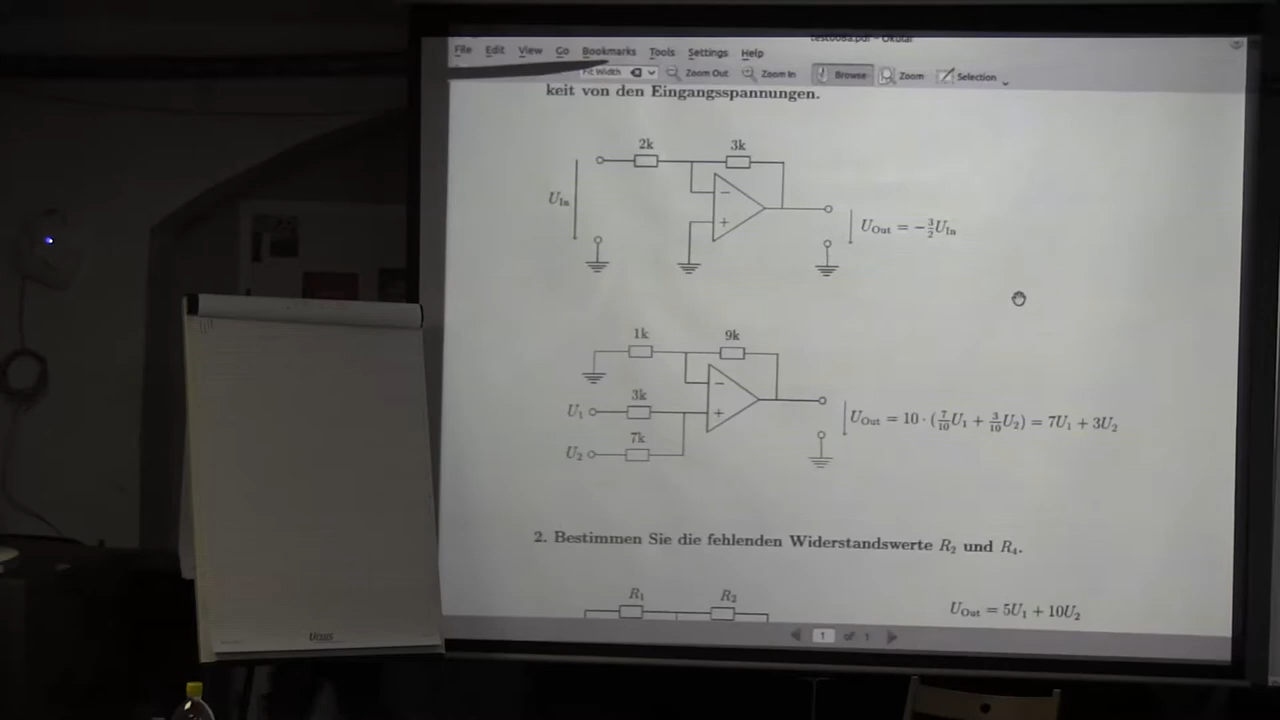 File Edit View Go Bookmarks Tools Settings Help
Fit Width Zoom Out Zoom In Browse Zoom Selection
keit von den Eingangsspannungen.
2k 3k
U_In
−
+
U_Out = −3/2 U_In
1k 9k
−
3k
U_1 +
U_Out = 10 · (7/10 U_1 + 3/10 U_2) = 7U_1 + 3U_2
7k
U_2
2. Bestimmen Sie die fehlenden Widerstandswerte R_2 und R_4.
R_1 R_2
U_Out = 5U_1 + 10U_2
1 of 1